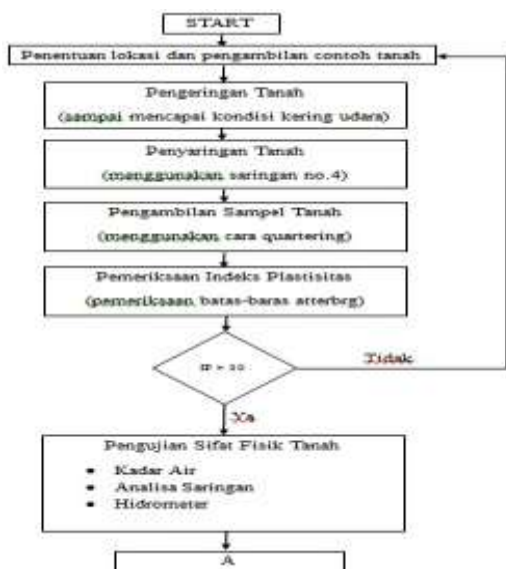 START
Penentuan lokasi dan pengambilan contoh tanah
Pengeringan Tanah
(sampai mencapai kondisi kering udara)
Penyaringan Tanah
(menggunakan saringan no.4)
Pengambilan Sampel Tanah
(menggunakan cara quartering)
Pemeriksaan Indeks Plastisitas
(pemeriksaan batas-baras atterbrg)
IP >
Tidak
Ya
Pengujian Sifat Fisik Tanah
• Kadar Air
• Analisa Saringan
• Hidrometer
A